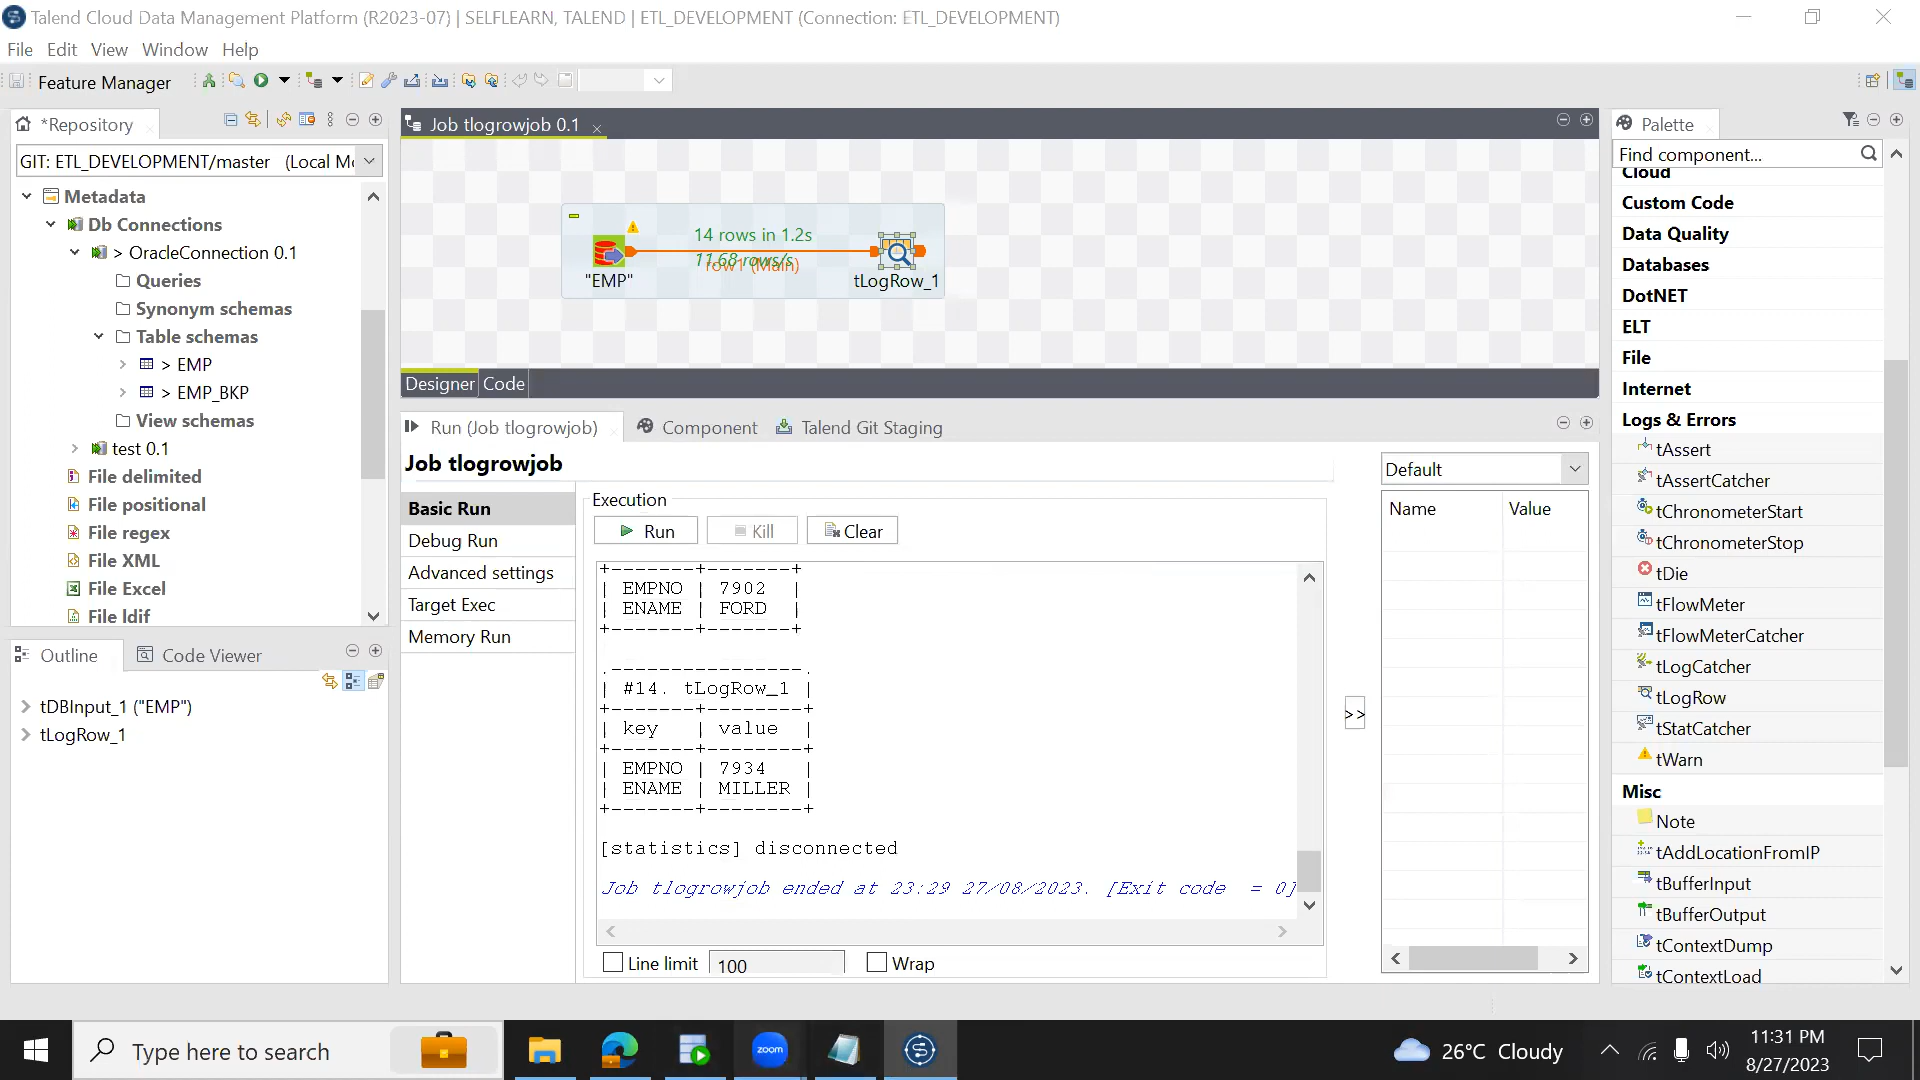 Talend Cloud Data Management Platform (R2023-07) | SELFLEARN, TALEND | ETL_DEVELOPMENT (Connection: ETL_DEVELOPMENT)
File Edit View Window Help
Feature Manager
*Repository
GIT: ETL_DEVELOPMENT/master (Local Mo
Metadata
Db Connections
> OracleConnection 0.1
Queries
Synonym schemas
Table schemas
> EMP
> EMP_BKP
View schemas
test 0.1
File delimited
File positional
File regex
File XML
File Excel
File ldif
Outline
Code Viewer
tDBInput_1 ("EMP")
tLogRow_1
Job tlogrowjob 0.1
14 rows in 1.2s
11.68 rows/s
row1 (Main)
"EMP"
tLogRow_1
Designer
Code
Run (Job tlogrowjob)
Component
Talend Git Staging
Job tlogrowjob
Basic Run
Debug Run
Advanced settings
Target Exec
Memory Run
Execution
Run
Kill
Clear
+-------+-------+
| EMPNO | 7902 |
| ENAME | FORD |
+-------+-------+
.----------------.
| #14. tLogRow_1 |
+-------+--------+
| key | value |
+-------+--------+
| EMPNO | 7934 |
| ENAME | MILLER |
+-------+--------+
[statistics] disconnected
Job tlogrowjob ended at 23:29 27/08/2023. [Exit code = 0]
Line limit
100
Wrap
>>
Default
Name
Value
Palette
Find component...
Cloud
Custom Code
Data Quality
Databases
DotNET
ELT
File
Internet
Logs & Errors
tAssert
tAssertCatcher
tChronometerStart
tChronometerStop
tDie
tFlowMeter
tFlowMeterCatcher
tLogCatcher
tLogRow
tStatCatcher
tWarn
Misc
Note
tAddLocationFromIP
tBufferInput
tBufferOutput
tContextDump
tContextLoad
Type here to search
zoom
26°C Cloudy
11:31 PM
8/27/2023